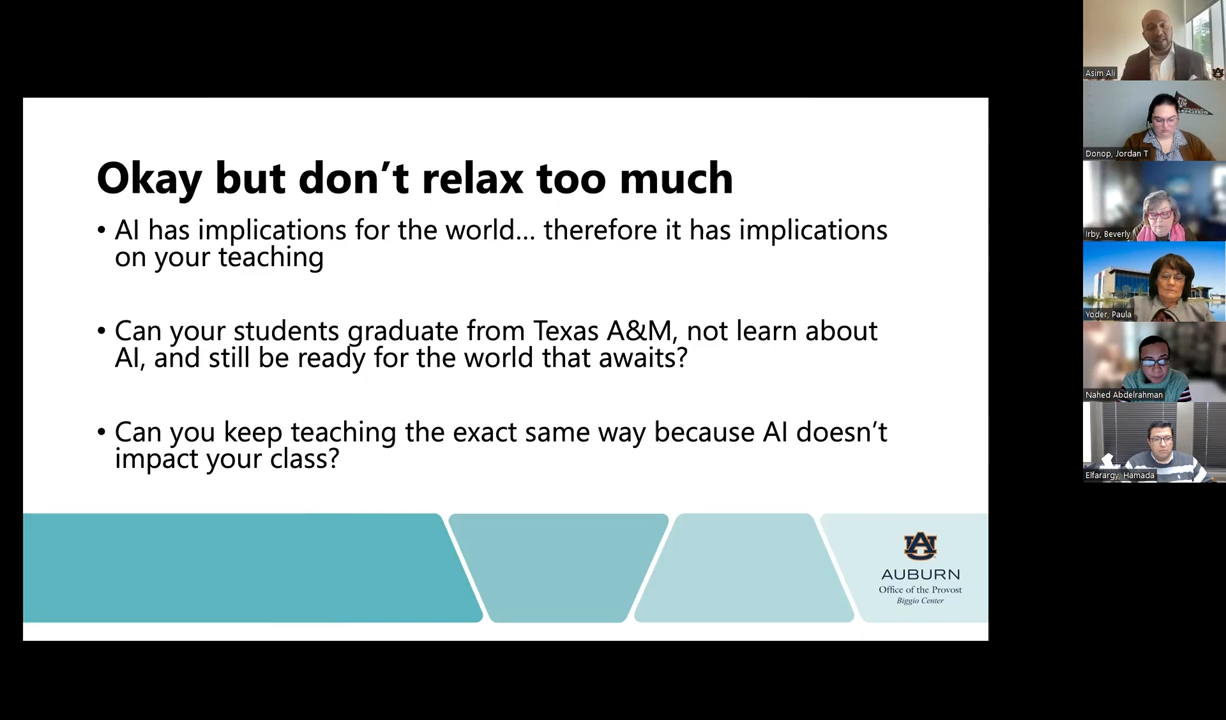 Okay but don't relax too much
• AI has implications for the world... therefore it has implications
on your teaching
• Can your students graduate from Texas A&M, not learn about
AI, and still be ready for the world that awaits?
• Can you keep teaching the exact same way because AI doesn't
impact your class?
AUBURN
Office of the Provost
Biggio Center
Asim Ali
Donop, Jordan T
Irby, Beverly
Yoder, Paula
Nahed Abdelrahman
Elfarargy, Hamada